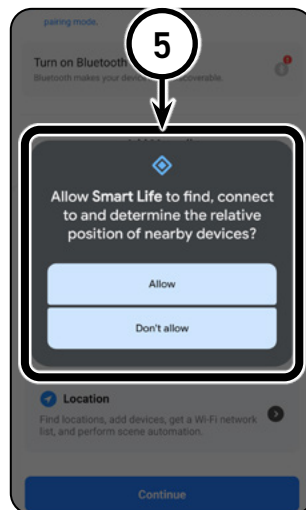 pairing mode.
5
Turn on Bluetooth
Bluetooth makes your device coverable.
Allow Smart Life to find, connect
to and determine the relative
position of nearby devices?
Allow
Don't allow
Location
Find locations, add devices, get a Wi-Fi network
list, and perform scene automation.
Continue